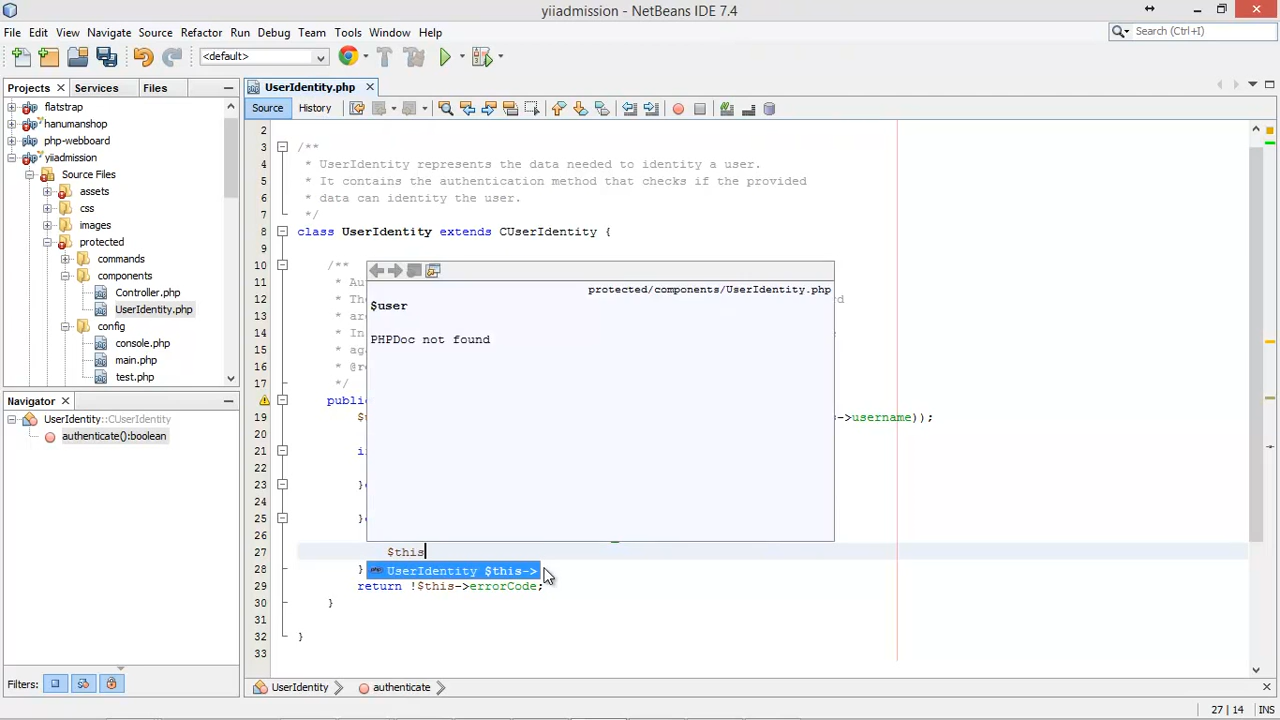 yiiadmission - NetBeans IDE 7.4
File Edit View Navigate Source Refactor Run Debug Team Tools Window Help
Search (Ctrl+I)
<default>
Projects Services Files
flatstrap
hanumanshop
php-webboard
yiiadmission
Source Files
assets
css
images
protected
commands
components
Controller.php
UserIdentity.php
config
console.php
main.php
test.php
Navigator
UserIdentity::CUserIdentity
authenticate():boolean
Filters:
UserIdentity.php
Source History
2
3 /**
4 * UserIdentity represents the data needed to identity a user.
5 * It contains the authentication method that checks if the provided
6 * data can identity the user.
7 */
8 class UserIdentity extends CUserIdentity {
9
10 /**
11 * Au
12 * Th d
13 * ar
14 * In
15 * ag
16 * @r
17 */
18 public
19 $ ->username));
20
21 i
22
23 }
24
25 }
26
27 $this
28 }
29 return !$this->errorCode;
30 }
31
32 }
33
protected/components/UserIdentity.php
$user
PHPDoc not found
UserIdentity $this->
UserIdentity authenticate
27 | 14 INS